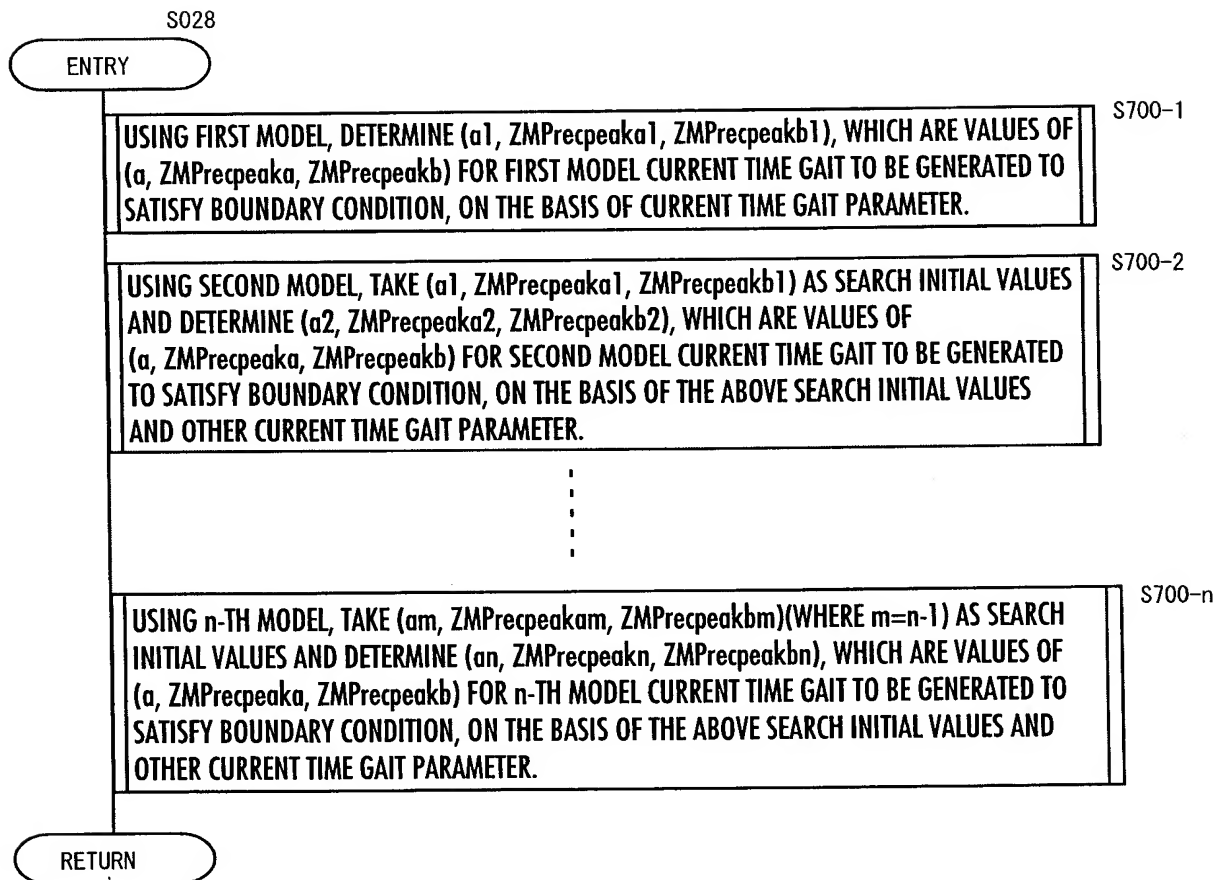 S028
ENTRY
S700-1
USING FIRST MODEL, DETERMINE (a1, ZMPrecpeaka1, ZMPrecpeakb1), WHICH ARE VALUES OF
(a, ZMPrecpeaka, ZMPrecpeakb) FOR FIRST MODEL CURRENT TIME GAIT TO BE GENERATED TO
SATISFY BOUNDARY CONDITION, ON THE BASIS OF CURRENT TIME GAIT PARAMETER.
S700-2
USING SECOND MODEL, TAKE (a1, ZMPrecpeaka1, ZMPrecpeakb1) AS SEARCH INITIAL VALUES
AND DETERMINE (a2, ZMPrecpeaka2, ZMPrecpeakb2), WHICH ARE VALUES OF
(a, ZMPrecpeaka, ZMPrecpeakb) FOR SECOND MODEL CURRENT TIME GAIT TO BE GENERATED
TO SATISFY BOUNDARY CONDITION, ON THE BASIS OF THE ABOVE SEARCH INITIAL VALUES
AND OTHER CURRENT TIME GAIT PARAMETER.
S700-n
USING n-TH MODEL, TAKE (am, ZMPrecpeakam, ZMPrecpeakbm)(WHERE m=n-1) AS SEARCH
INITIAL VALUES AND DETERMINE (an, ZMPrecpeakn, ZMPrecpeakbn), WHICH ARE VALUES OF
(a, ZMPrecpeaka, ZMPrecpeakb) FOR n-TH MODEL CURRENT TIME GAIT TO BE GENERATED TO
SATISFY BOUNDARY CONDITION, ON THE BASIS OF THE ABOVE SEARCH INITIAL VALUES AND
OTHER CURRENT TIME GAIT PARAMETER.
RETURN